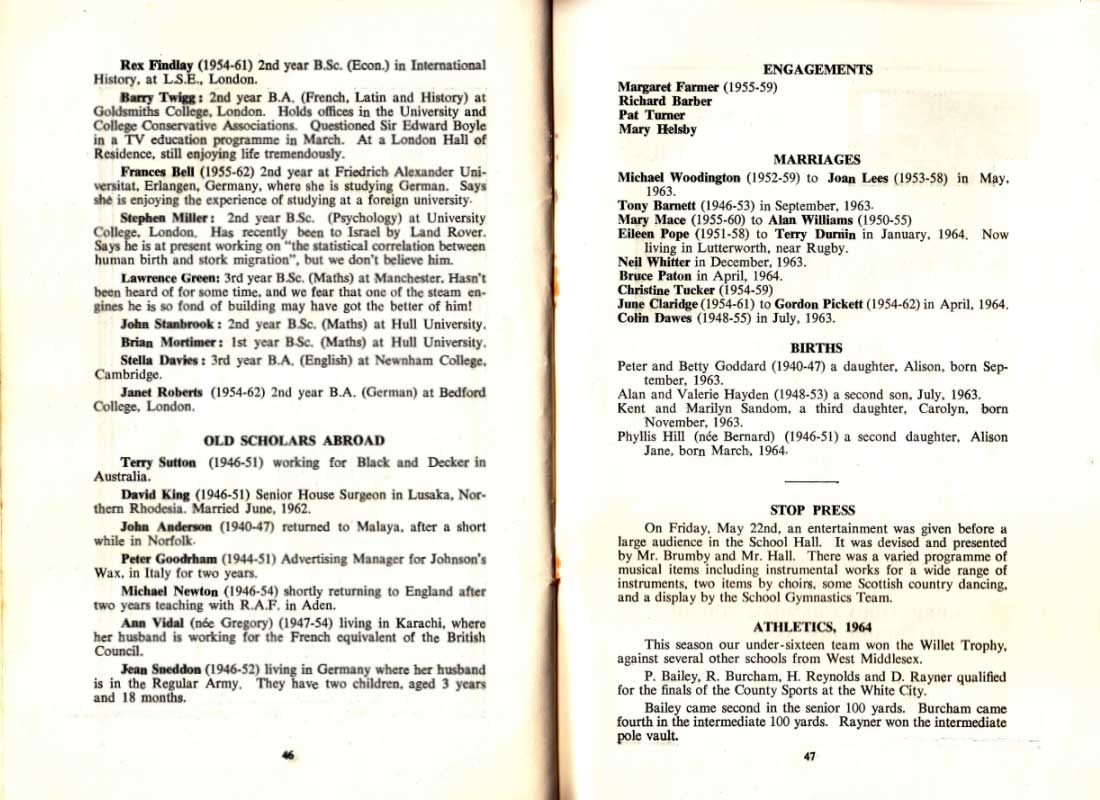 Rex Findlay (1954-61) 2nd year B.Sc. (Econ.) in International
History, at L.S.E., London.
Barry Twigg: 2nd year B.A. (French, Latin and History) at
Goldsmiths College, London. Holds offices in the University and
College Conservative Associations. Questioned Sir Edward Boyle
in a TV education programme in March. At a London Hall of
Residence, still enjoying life tremendously.
Frances Bell (1955-62) 2nd year at Friedrich Alexander Uni-
versitat, Erlangen, Germany, where she is studying German. Says
she is enjoying the experience of studying at a foreign university.
Stephen Miller: 2nd year B.Sc. (Psychology) at University
College, London. Has recently been to Israel by Land Rover.
Says he is at present working on "the statistical correlation between
human birth and stork migration", but we don't believe him.
Lawrence Green: 3rd year B.Sc. (Maths) at Manchester. Hasn't
been heard of for some time, and we fear that one of the steam en-
gines he is so fond of building may have got the better of him!
John Stanbrook: 2nd year B.Sc. (Maths) at Hull University.
Brian Mortimer: 1st year B.Sc. (Maths) at Hull University.
Stella Davies: 3rd year B.A. (English) at Newnham College,
Cambridge.
Janet Roberts (1954-62) 2nd year B.A. (German) at Bedford
College, London.
OLD SCHOLARS ABROAD
Terry Sutton (1946-51) working for Black and Decker in
Australia.
David King (1946-51) Senior House Surgeon in Lusaka, Nor-
thern Rhodesia. Married June, 1962.
John Anderson (1940-47) returned to Malaya, after a short
while in Norfolk.
Peter Goodrham (1944-51) Advertising Manager for Johnson's
Wax, in Italy for two years.
Michael Newton (1946-54) shortly returning to England after
two years teaching with R.A.F. in Aden.
Ann Vidal (née Gregory) (1947-54) living in Karachi, where
her husband is working for the French equivalent of the British
Council.
Jean Sneddon (1946-52) living in Germany where her husband
is in the Regular Army. They have two children, aged 3 years
and 18 months.
46
ENGAGEMENTS
Margaret Farmer (1955-59)
Richard Barber
Pat Turner
Mary Helsby
MARRIAGES
Michael Woodington (1952-59) to Joan Lees (1953-58) in May,
1963.
Tony Barnett (1946-53) in September, 1963.
Mary Mace (1955-60) to Alan Williams (1950-55)
Eileen Pope (1951-58) to Terry Durnin in January, 1964. Now
living in Lutterworth, near Rugby.
Neil Whitter in December, 1963.
Bruce Paton in April, 1964.
Christine Tucker (1954-59)
June Claridge (1954-61) to Gordon Pickett (1954-62) in April, 1964.
Colin Dawes (1948-55) in July, 1963.
BIRTHS
Peter and Betty Goddard (1940-47) a daughter, Alison, born Sep-
tember, 1963.
Alan and Valerie Hayden (1948-53) a second son, July, 1963.
Kent and Marilyn Sandom, a third daughter, Carolyn, born
November, 1963.
Phyllis Hill (née Bernard) (1946-51) a second daughter, Alison
Jane, born March, 1964.
STOP PRESS
On Friday, May 22nd, an entertainment was given before a
large audience in the School Hall. It was devised and presented
by Mr. Brumby and Mr. Hall. There was a varied programme of
musical items including instrumental works for a wide range of
instruments, two items by choirs, some Scottish country dancing,
and a display by the School Gymnastics Team.
ATHLETICS, 1964
This season our under-sixteen team won the Willet Trophy,
against several other schools from West Middlesex.
P. Bailey, R. Burcham, H. Reynolds and D. Rayner qualified
for the finals of the County Sports at the White City.
Bailey came second in the senior 100 yards. Burcham came
fourth in the intermediate 100 yards. Rayner won the intermediate
pole vault.
47